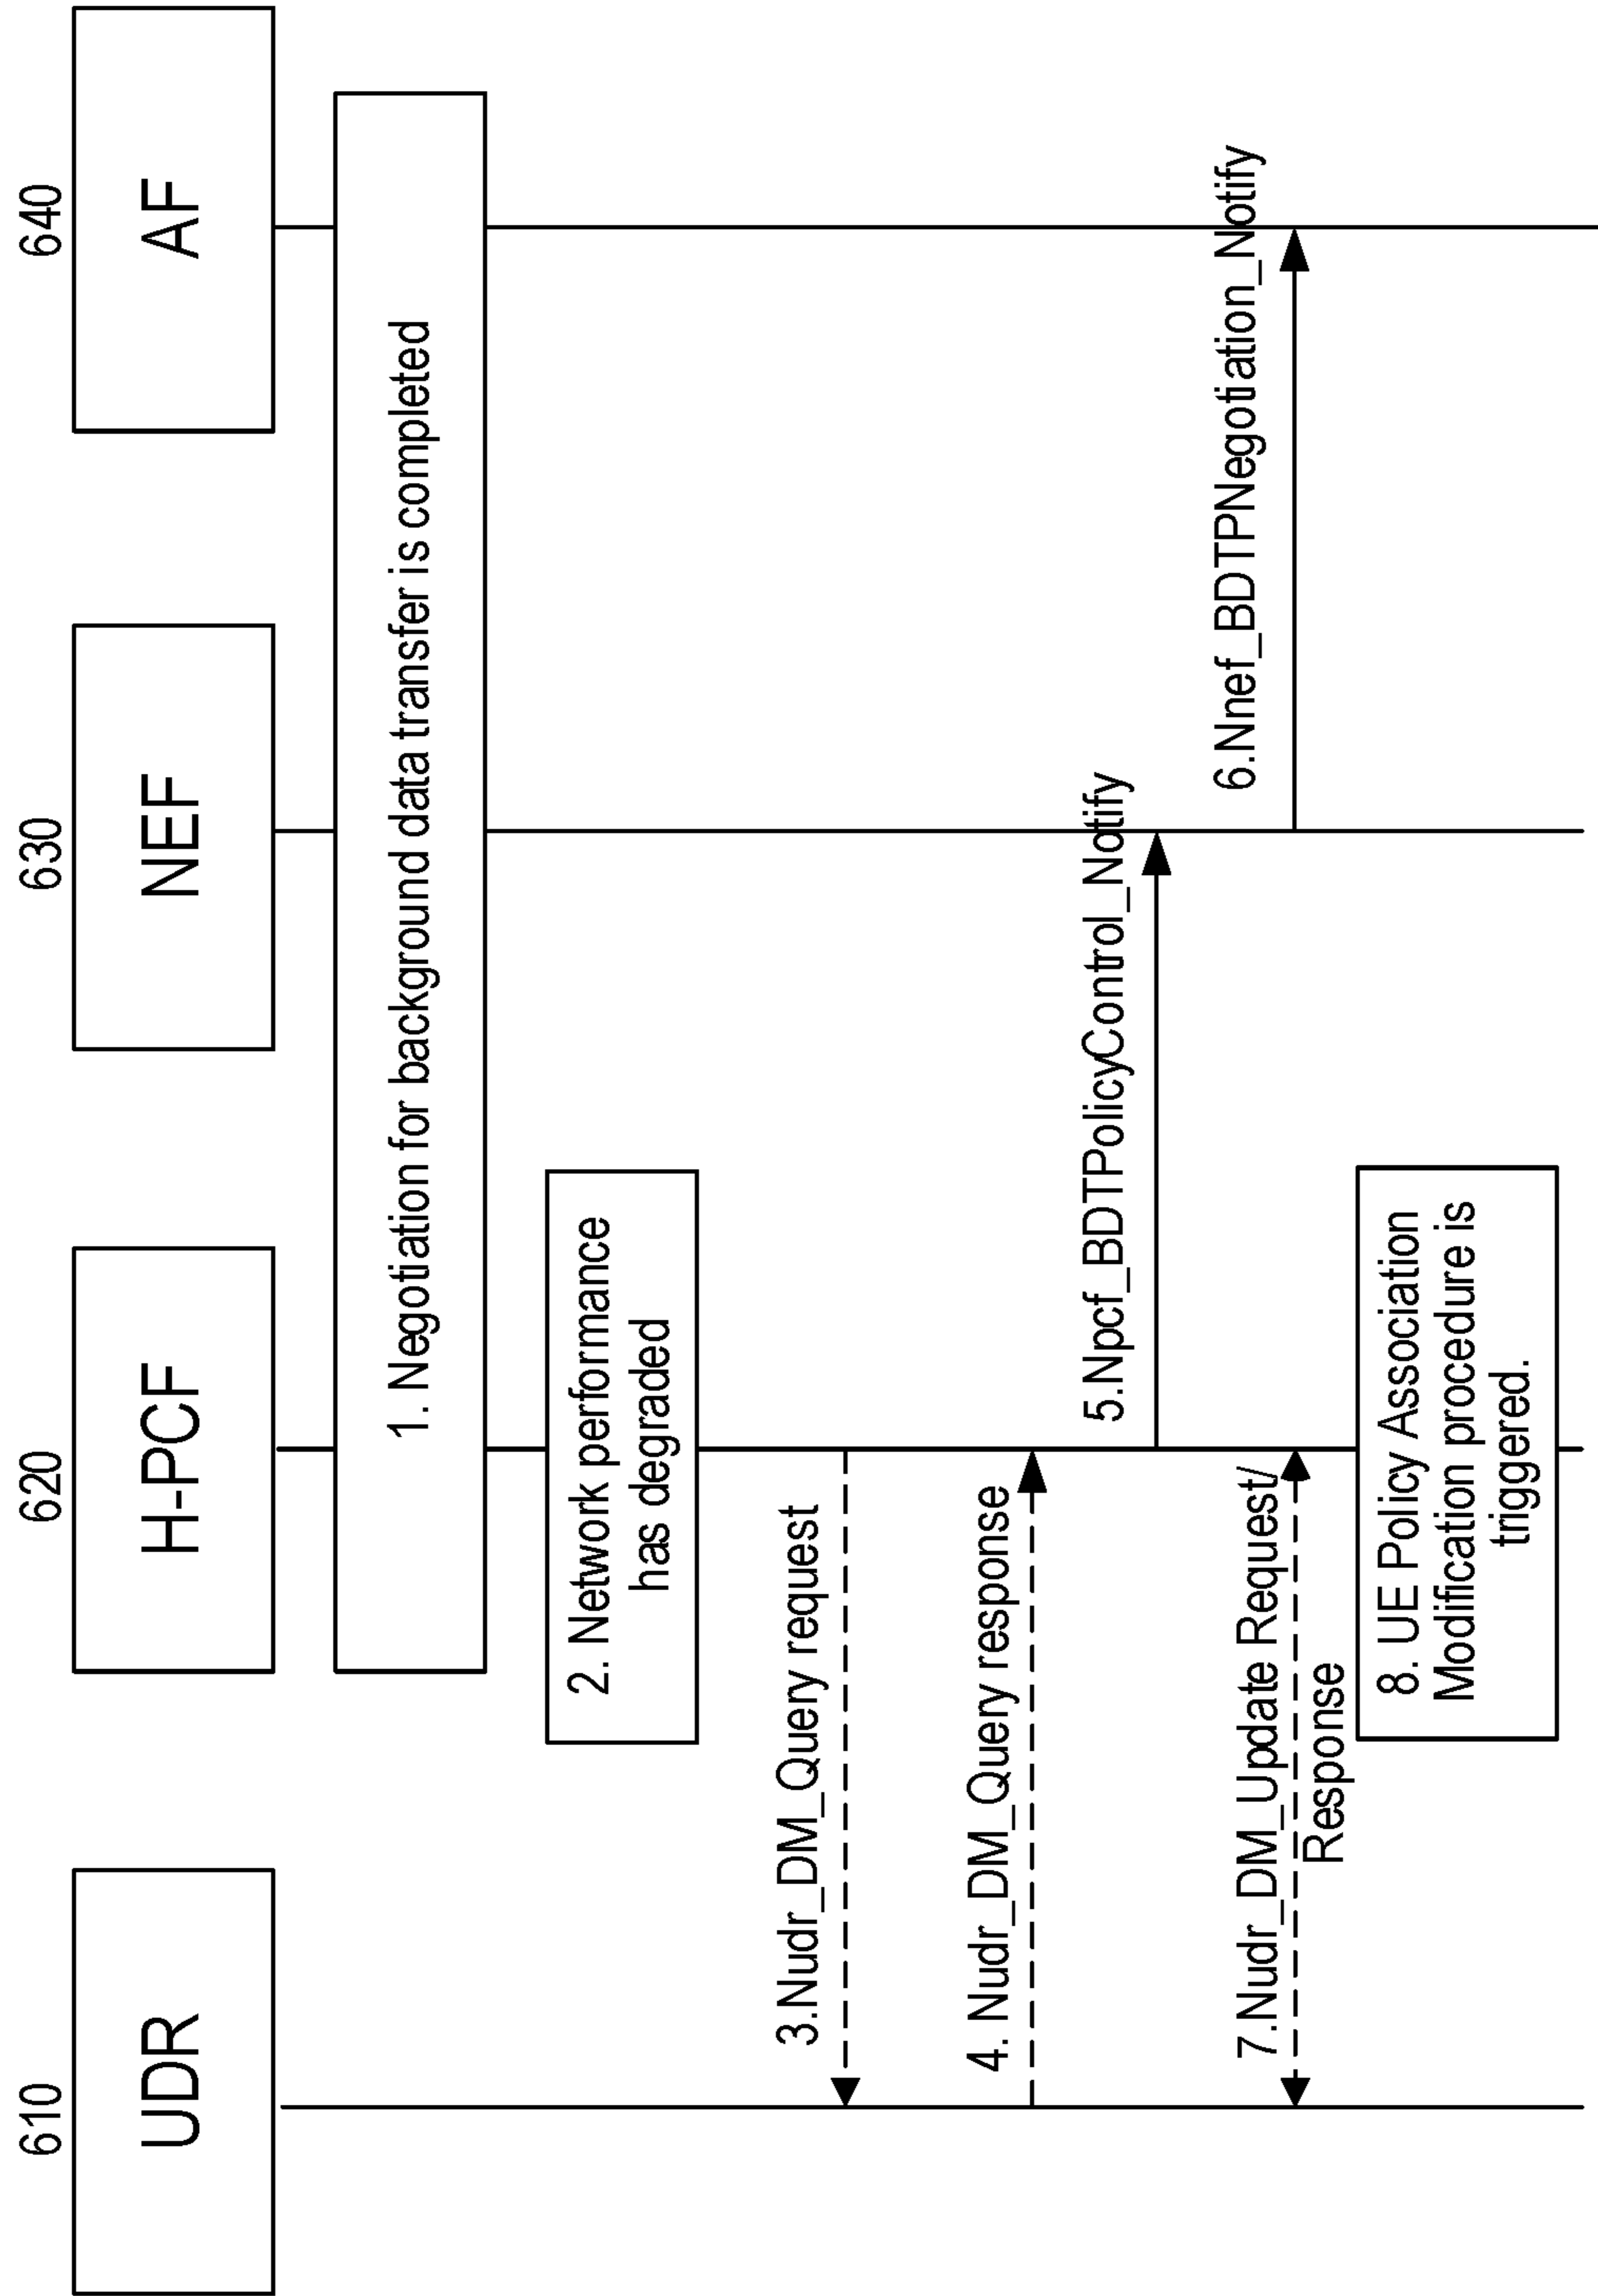 610
620
630
640
UDR
H-PCF
NEF
AF
1. Negotiation for background data transfer is completed
2. Network performance
has degraded
3.Nudr_DM_Query request
4. Nudr_DM_Query response
5.Npcf_BDTPolicyControl_Notify
6.Nnef_BDTPNegotiation_Notify
7.Nudr_DM_Update Request/
Response
8. UE Policy Association
Modification procedure is
triggered.